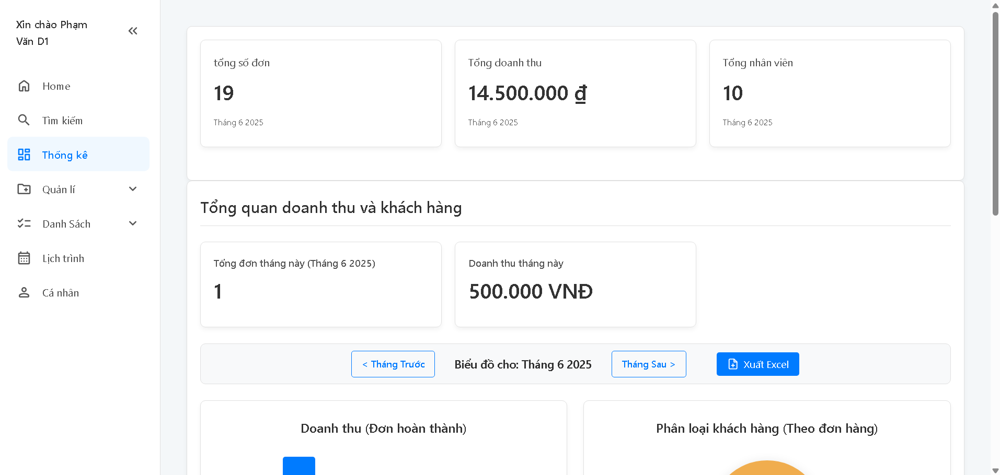 Xin chào Phạm
Văn D1
Home
Tìm kiếm
Thống kê
Quản lí
Danh Sách
Lịch trình
Cá nhân
tổng số đơn
19
Tháng 6 2025
Tổng doanh thu
14.500.000 ₫
Tháng 6 2025
Tổng nhân viên
10
Tháng 6 2025
Tổng quan doanh thu và khách hàng
Tổng đơn tháng này (Tháng 6 2025)
1
Doanh thu tháng này
500.000 VNĐ
< Tháng Trước
Biểu đồ cho: Tháng 6 2025
Tháng Sau >
Xuất Excel
Doanh thu (Đơn hoàn thành)
Phân loại khách hàng (Theo đơn hàng)